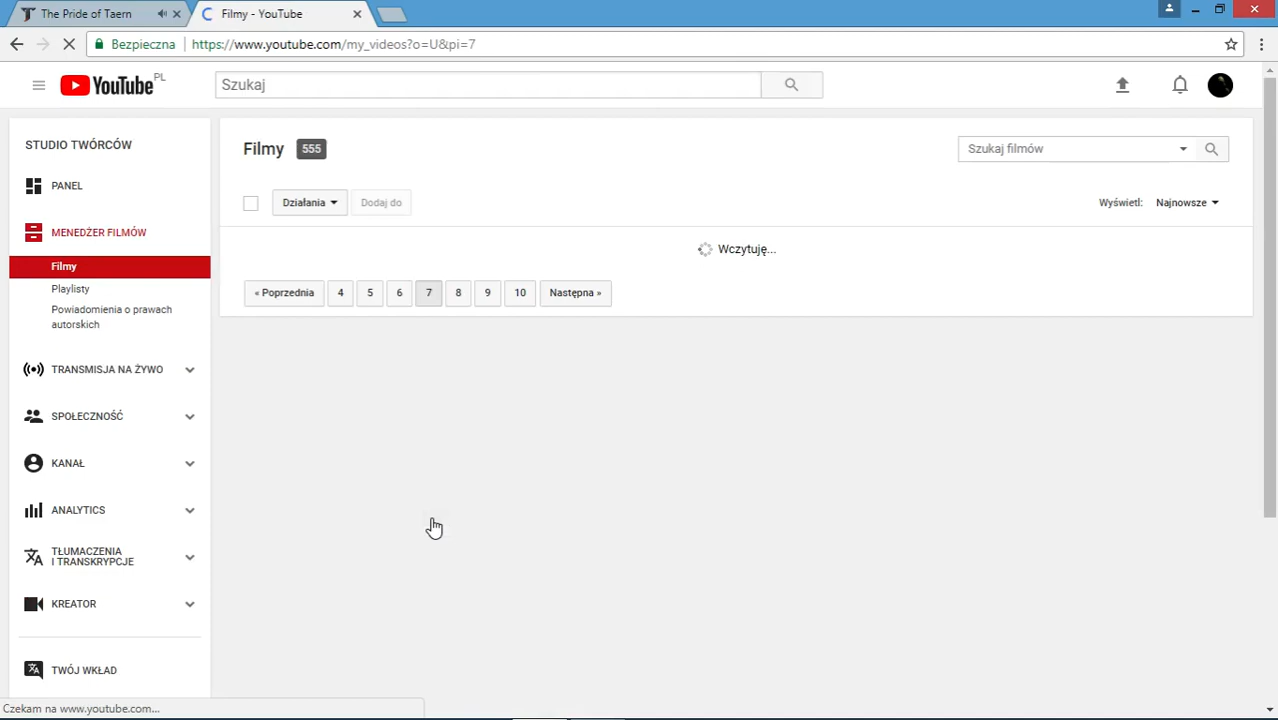 The Pride of Taern
Filmy - YouTube
Bezpieczna
https://www.youtube.com/my_videos?o=U&pi=7
YouTube PL
Szukaj
STUDIO TWÓRCÓW
PANEL
MENEDŻER FILMÓW
Filmy
Playlisty
Powiadomienia o prawach
autorskich
TRANSMISJA NA ŻYWO
SPOŁECZNOŚĆ
KANAŁ
ANALYTICS
TŁUMACZENIA
I TRANSKRYPCJE
KREATOR
TWÓJ WKŁAD
Filmy 555
Szukaj filmów
Działania
Dodaj do
Wyświetl: Najnowsze
Wczytuję...
« Poprzednia 4 5 6 7 8 9 10 Następna »
Czekam na www.youtube.com...